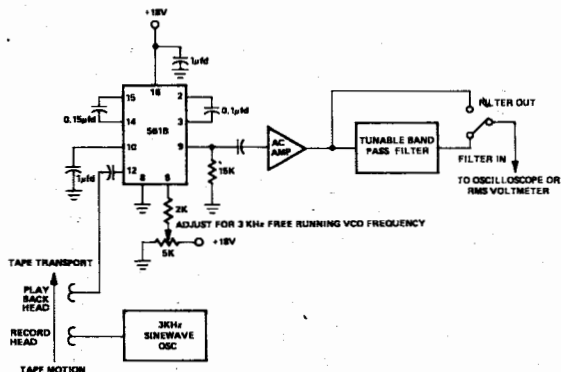 +18V
1µfd
16
15
2
0.15µfd
0.1µfd
14
3
561B
10
9
AC
AMP
TUNABLE BAND
PASS FILTER
FILTER OUT
FILTER IN
TO OSCILLOSCOPE OR
RMS VOLTMETER
1µfd
12
8
6
15K
2K
ADJUST FOR 3 KHz FREE RUNNING VCO FREQUENCY
+18V
5K
TAPE TRANSPORT
PLAY
BACK
HEAD
RECORD
HEAD
3KHz
SINEWAVE
OSC
TAPE MOTION